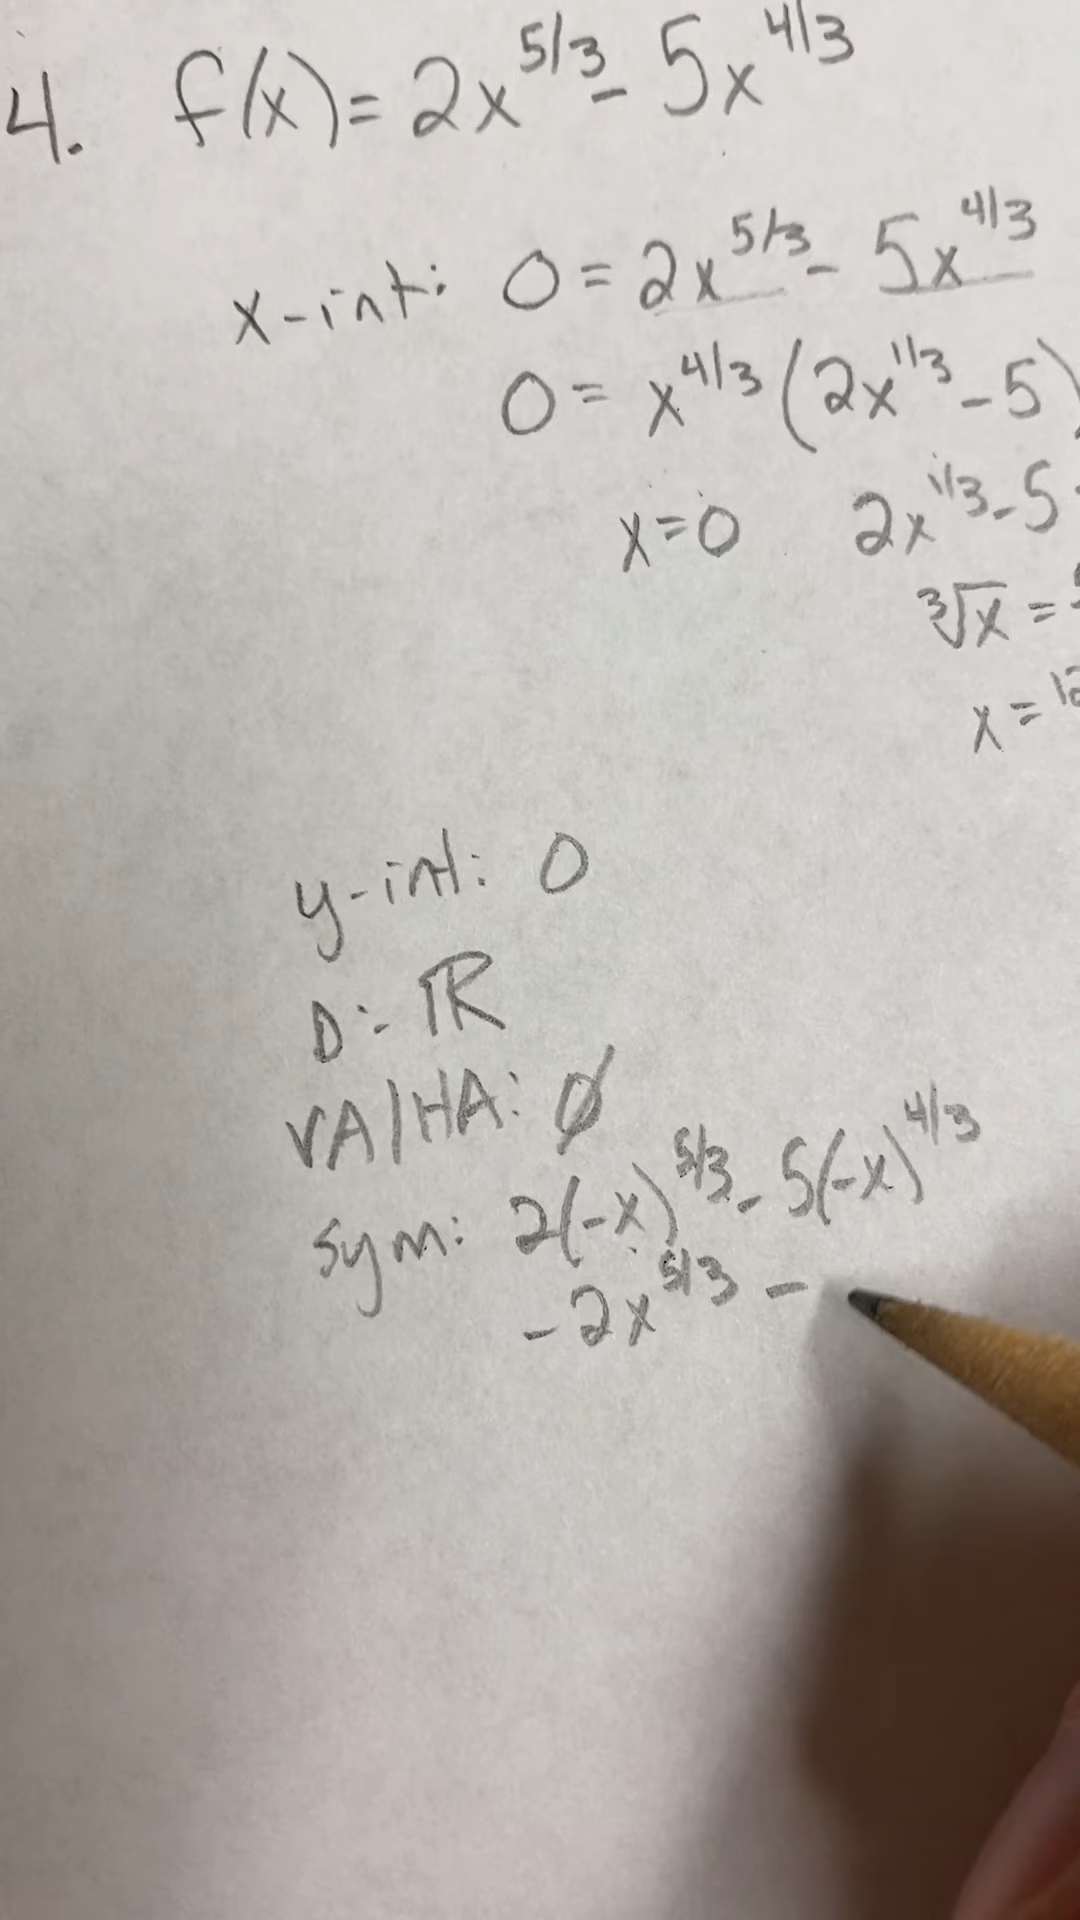 4. f(x) = 2x^5/3 - 5x^4/3
x-int: 0 = 2x^5/3 - 5x^4/3
0 = x^4/3 (2x^1/3 - 5)
x=0 2x^1/3 - 5
³√x =
x =
y-int: 0
D: ℝ
VA/HA: ∅
sym: 2(-x)^5/3 - 5(-x)^4/3
-2x^5/3 -